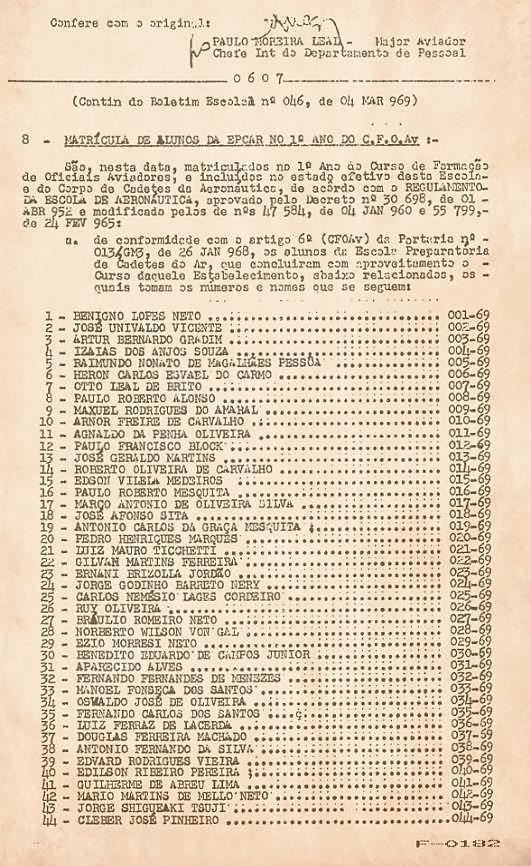 Confere com o original:
PAULO MOREIRA LEAL - Major Aviador
Chefe Int do Departamento de Pessoal
0607
(Contin do Boletim Escolal nº 046, de 04 MAR 969)
8 - MATRÍCULA DE ALUNOS DA EPCAR NO 1º ANO DO C.F.O.Av :-
São, nesta data, matriculados no 1º Ano do Curso de Formação
de Oficiais Aviadores, e incluidos no estado efetivo desta Escola-
e do Corpo de Cadetes da Aeronáutica, de acordo com o REGULAMENTO-
DA ESCOLA DE AERONÁUTICA, aprovado pelo Decreto nº 30 698, de 01-
ABR 952 e modificado pelos de nºs 47 584, de 04 JAN 960 e 55 799,-
de 24 FEV 965:
a. de conformidade com o artigo 6º (CFOAv) da Portaria nº -
013/GM3, de 26 JAN 968, os alunos da Escola Preparatória
de Cadetes do Ar, que concluiram com aproveitamento o -
Curso daquele Estabelecimento, abaixo relacionados, os -
quais tomam os números e nomes que se seguem:
1 - BENIGNO LOPES NETO ........ 001-69
2 - JOSÉ UNIVALDO VICENTE ........ 002-69
3 - ARTUR BERNARDO GRADIM ........ 003-69
4 - IZAIAS DOS ANJOS SOUZA ........ 004-69
5 - RAIMUNDO NONATO DE MAGALHÃES PESSÔA ........ 005-69
6 - HERON CARLOS ESVAEL DO CARMO ........ 006-69
7 - OTTO LEAL DE BRITO ........ 007-69
8 - PAULO ROBERTO ALONSO ........ 008-69
9 - MAXUEL RODRIGUES DO AMARAL ........ 009-69
10 - ARNOR FREIRE DE CARVALHO ........ 010-69
11 - AGNALDO DA PENHA OLIVEIRA ........ 011-69
12 - PAULO FRANCISCO BLOCK ........ 012-69
13 - JOSÉ GERALDO MARTINS ........ 013-69
14 - ROBERTO OLIVEIRA DE CARVALHO ........ 014-69
15 - EDSON VILELA MEDEIROS ........ 015-69
16 - PAULO ROBERTO MESQUITA ........ 016-69
17 - MARÇO ANTONIO DE OLIVEIRA SILVA ........ 017-69
18 - JOSÉ AFONSO SITA ........ 018-69
19 - ANTONIO CARLOS DA GRAÇA MESQUITA ........ 019-69
20 - PEDRO HENRIQUES MARQUES ........ 020-69
21 - LUIZ MAURO TICCHETTI ........ 021-69
22 - GILVAM MARTINS FERREIRA ........ 022-69
23 - ERNANI BRIZOLLA JORDÃO ........ 023-69
24 - JORGE GODINHO BARRETO NERY ........ 024-69
25 - CARLOS NEMÉSIO LAGES CORDEIRO ........ 025-69
26 - RUY OLIVEIRA ........ 026-69
27 - BRÁULIO ROMEIRO NETO ........ 027-69
28 - NORBERTO WILSON VON GAL ........ 028-69
29 - EZIO MORRESI NETO ........ 029-69
30 - BENEDITO EDUARDO DE CAMPOS JUNIOR ........ 030-69
31 - APARECIDO ALVES ........ 031-69
32 - FERNANDO FERNANDES DE MENEZES ........ 032-69
33 - MANOEL FONSECA DOS SANTOS ........ 033-69
34 - OSWALDO JOSÉ DE OLIVEIRA ........ 034-69
35 - FERNANDO CARLOS DOS SANTOS ........ 035-69
36 - LUIZ FERRAZ DE LACERDA ........ 036-69
37 - DOUGLAS FERREIRA MACHADO ........ 037-69
38 - ANTONIO FERNANDO DA SILVA ........ 038-69
39 - EDVARD RODRIGUES VIEIRA ........ 039-69
40 - EDILSON RIBEIRO PEREIRA ........ 040-69
41 - GUILHERME DE ABREU LIMA ........ 041-69
42 - MARIO MARTINS DE MELLO NETO ........ 042-69
43 - JORGE SHIGUEAKI TSUJI ........ 043-69
44 - CLEBER JOSÉ PINHEIRO ........ 044-69
F-0182